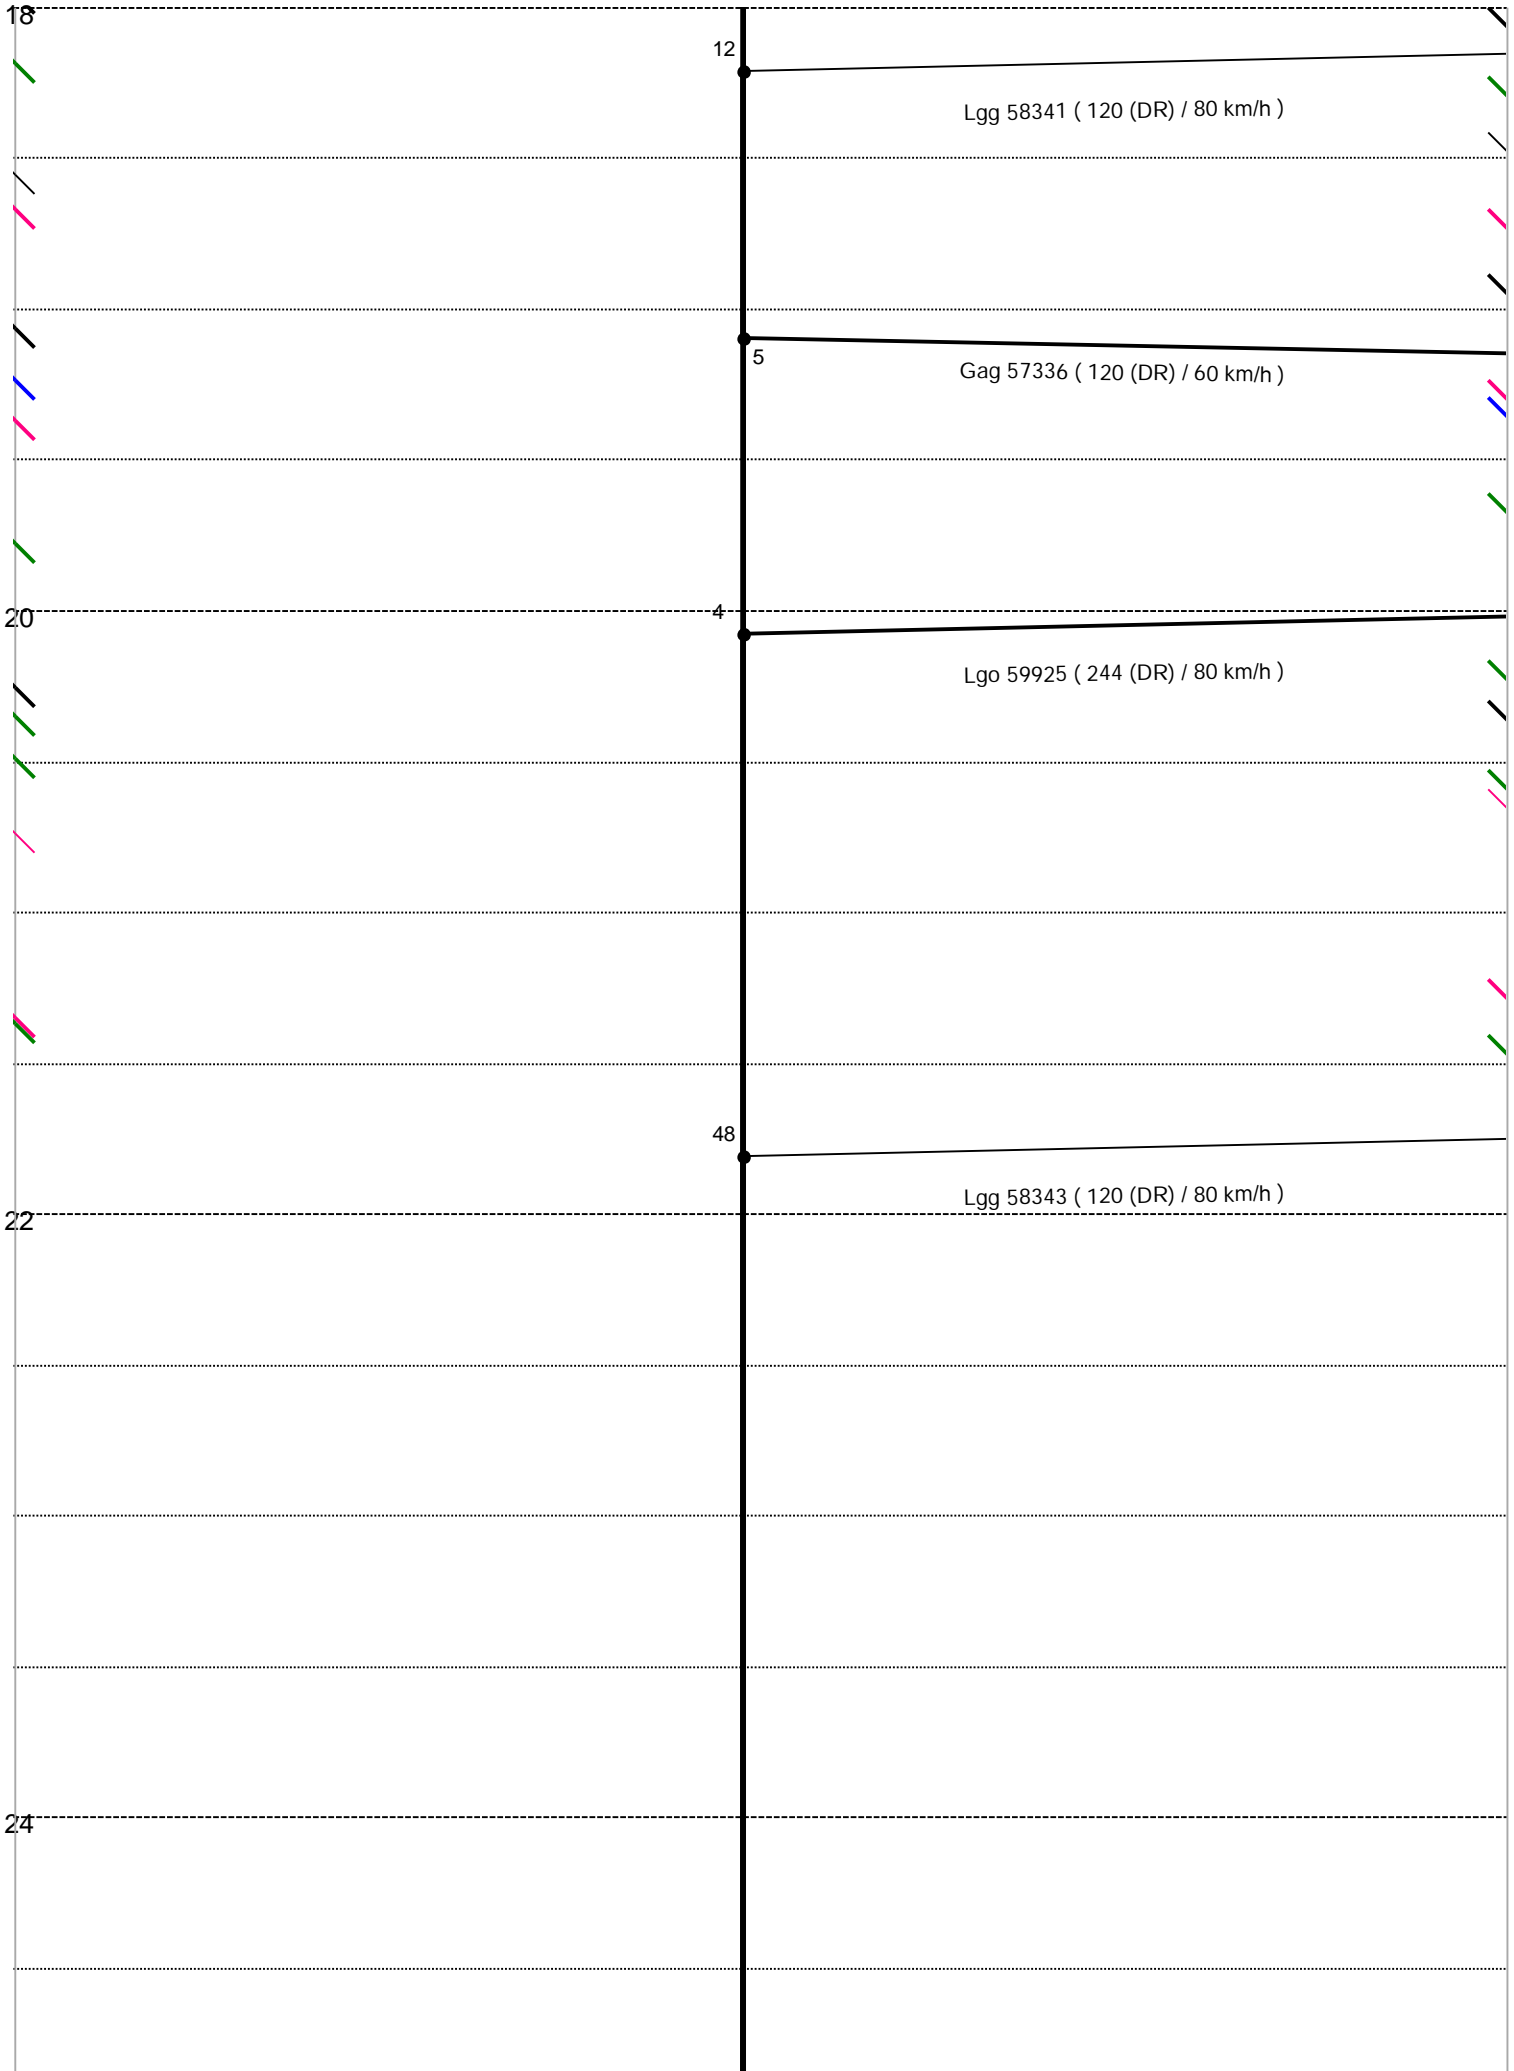 18
12
Lgg 58341 ( 120 (DR) / 80 km/h )
5
Gag 57336 ( 120 (DR) / 60 km/h )
20
4
Lgo 59925 ( 244 (DR) / 80 km/h )
48
Lgg 58343 ( 120 (DR) / 80 km/h )
22
24